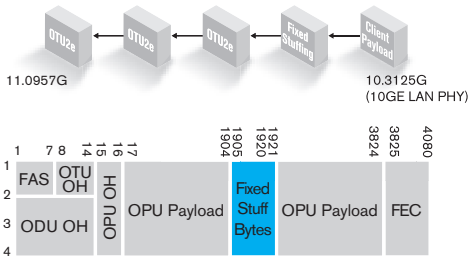 OTU2e OTU2e OTU2e Fixed Stuffing Client Payload
11.0957G
10.3125G
(10GE LAN PHY)
1 7 8 14 15 16 17 1904 1905 1920 1921 3824 3825 4080
1
2
3
4
FAS
OTU
OH
ODU OH
OPU OH
OPU Payload
Fixed
Stuff
Bytes
OPU Payload
FEC